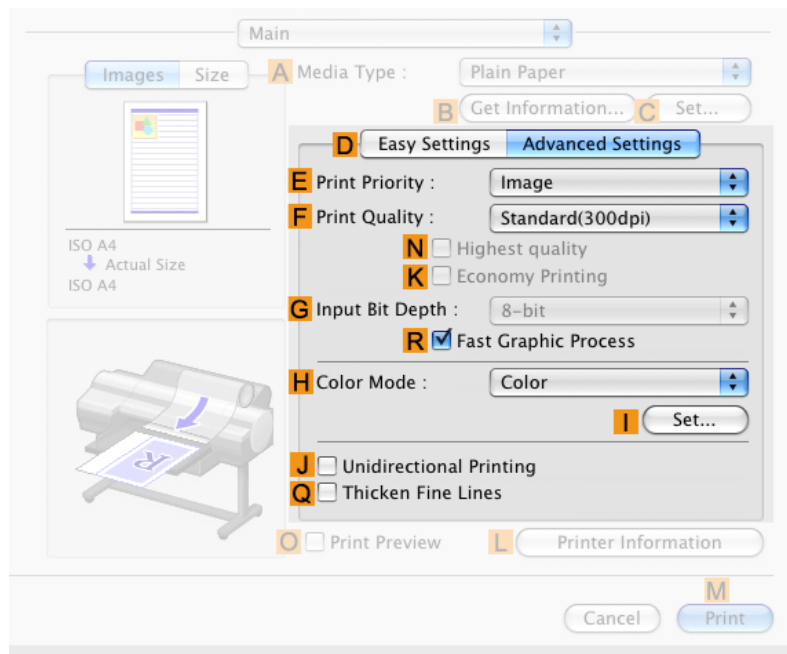 Main
Images Size
A Media Type : Plain Paper
B Get Information... C Set...
D Easy Settings Advanced Settings
E Print Priority : Image
F Print Quality : Standard(300dpi)
N Highest quality
K Economy Printing
G Input Bit Depth : 8-bit
R Fast Graphic Process
H Color Mode : Color
I Set...
J Unidirectional Printing
Q Thicken Fine Lines
ISO A4
Actual Size
ISO A4
R
O Print Preview L Printer Information
M
Cancel Print